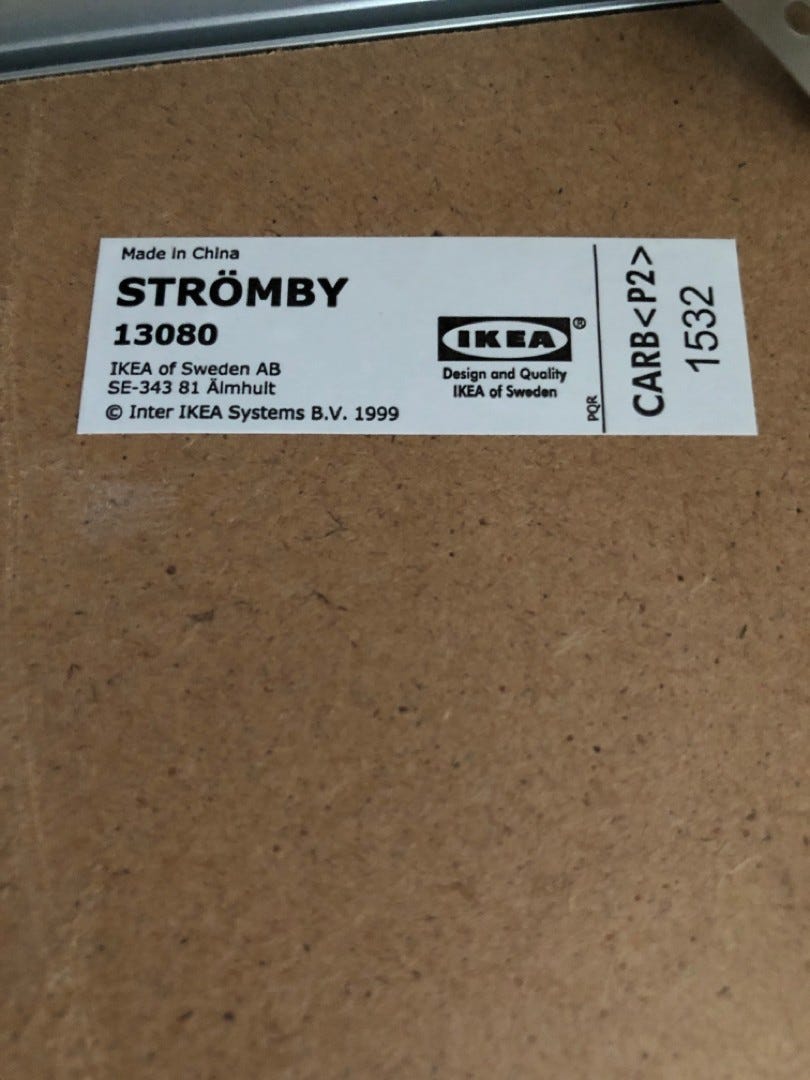 Made in China
STRÖMBY
13080
IKEA of Sweden AB
SE-343 81 Älmhult
© Inter IKEA Systems B.V. 1999
IKEA®
Design and Quality
IKEA of Sweden
PQR
CARB<P2>
1532